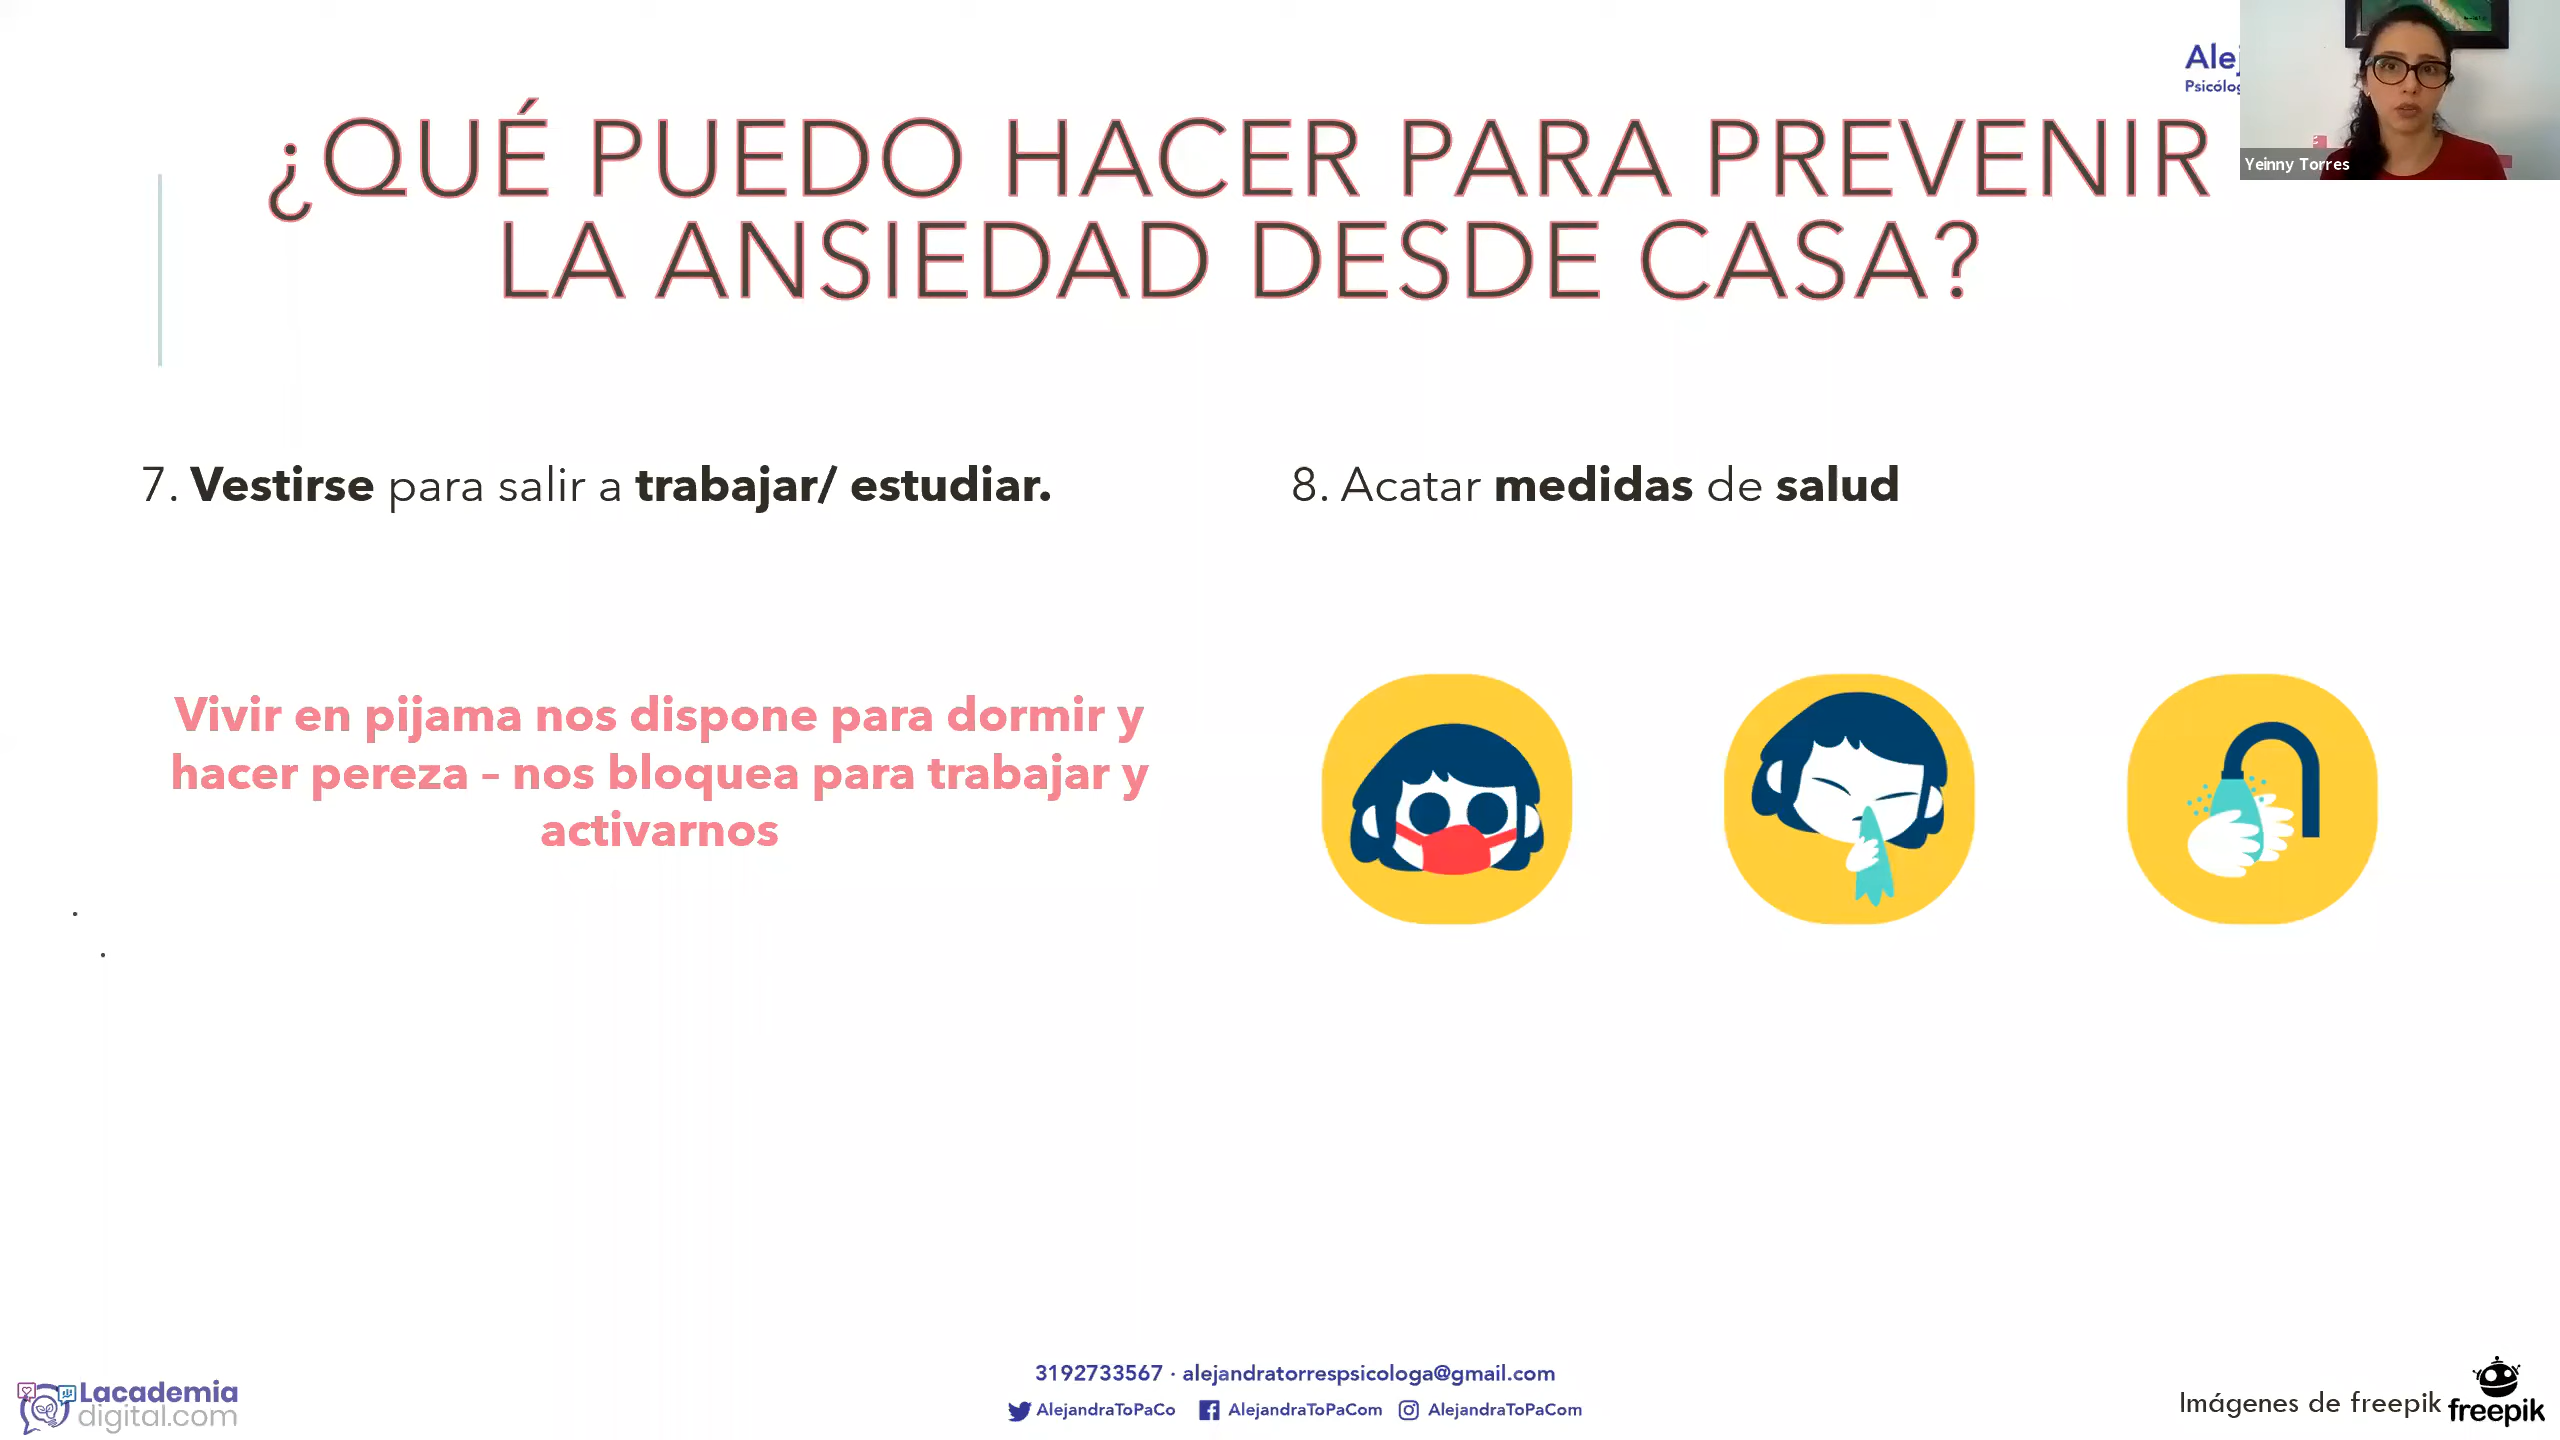 Yeinny Torres
¿QUÉ PUEDO HACER PARA PREVENIR
LA ANSIEDAD DESDE CASA?
7. Vestirse para salir a trabajar/ estudiar.
Vivir en pijama nos dispone para dormir y
hacer pereza – nos bloquea para trabajar y
activarnos
8. Acatar medidas de salud
Lacademia
digital.com
3192733567 · alejandratorrespsicologa@gmail.com
AlejandraToPaCo AlejandraToPaCom AlejandraToPaCom
Imágenes de freepik
freepik